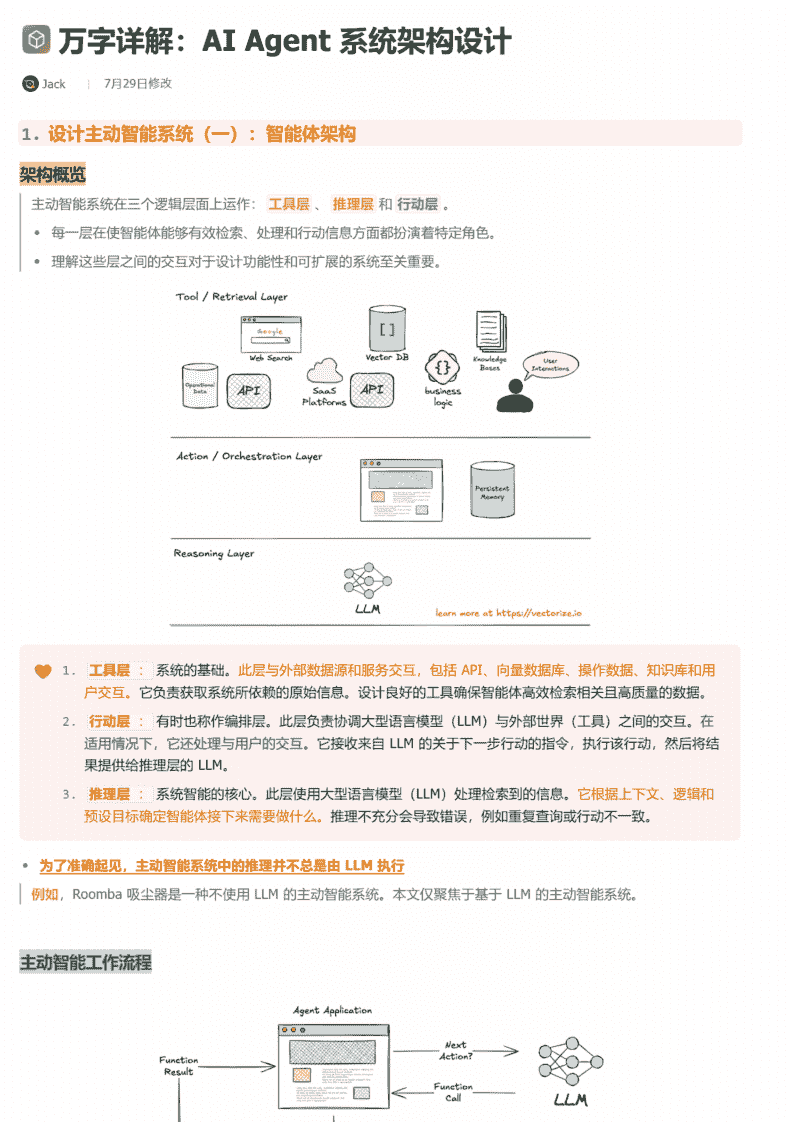 万字详解：AI Agent 系统架构设计
Jack | 7月29日修改
1. 设计主动智能系统（一）：智能体架构
架构概览
主动智能系统在三个逻辑层面上运作： 工具层 、 推理层 和 行动层 。
• 每一层在使智能体能够有效检索、处理和行动信息方面都扮演着特定角色。
• 理解这些层之间的交互对于设计功能性和可扩展的系统至关重要。
Tool / Retrieval Layer
Google
Web Search
[ ]
Vector DB
Knowledge
Bases
User
Interactions
Operational
Data
API
SaaS
Platforms
API
{}
business
logic
Action / Orchestration Layer
Persistent
Memory
Reasoning Layer
LLM
learn more at https://vectorize.io
1. 工具层 ： 系统的基础。此层与外部数据源和服务交互，包括 API、向量数据库、操作数据、知识库和用
户交互。它负责获取系统所依赖的原始信息。设计良好的工具确保智能体高效检索相关且高质量的数据。
2. 行动层 ： 有时也称作编排层。此层负责协调大型语言模型（LLM）与外部世界（工具）之间的交互。在
适用情况下，它还处理与用户的交互。它接收来自 LLM 的关于下一步行动的指令，执行该行动，然后将结
果提供给推理层的 LLM。
3. 推理层 ： 系统智能的核心。此层使用大型语言模型（LLM）处理检索到的信息。它根据上下文、逻辑和
预设目标确定智能体接下来需要做什么。推理不充分会导致错误，例如重复查询或行动不一致。
• 为了准确起见，主动智能系统中的推理并不总是由 LLM 执行
例如，Roomba 吸尘器是一种不使用 LLM 的主动智能系统。本文仅聚焦于基于 LLM 的主动智能系统。
主动智能工作流程
Agent Application
Function
Result
Next
Action?
Function
Call
LLM